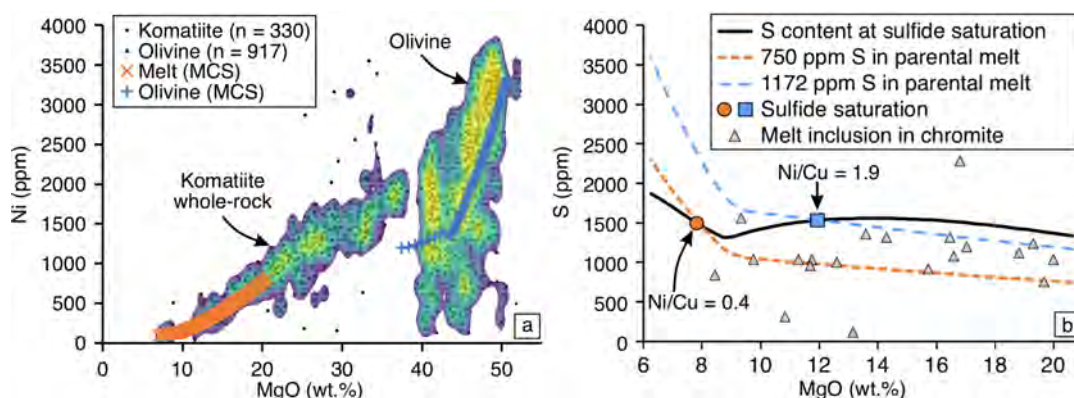 4000
3500
3000
2500
2000
1500
1000
500
0
Ni (ppm)
Komatiite (n = 330)
Olivine (n = 917)
Melt (MCS)
Olivine (MCS)
Olivine
Komatiite
whole-rock
a
0 10 20 30 40 50
MgO (wt.%)
4000
3500
3000
2500
2000
1500
1000
500
0
S (ppm)
S content at sulfide saturation
750 ppm S in parental melt
1172 ppm S in parental melt
Sulfide saturation
Melt inclusion in chromite
Ni/Cu = 1.9
Ni/Cu = 0.4
b
6 8 10 12 14 16 18 20
MgO (wt.%)